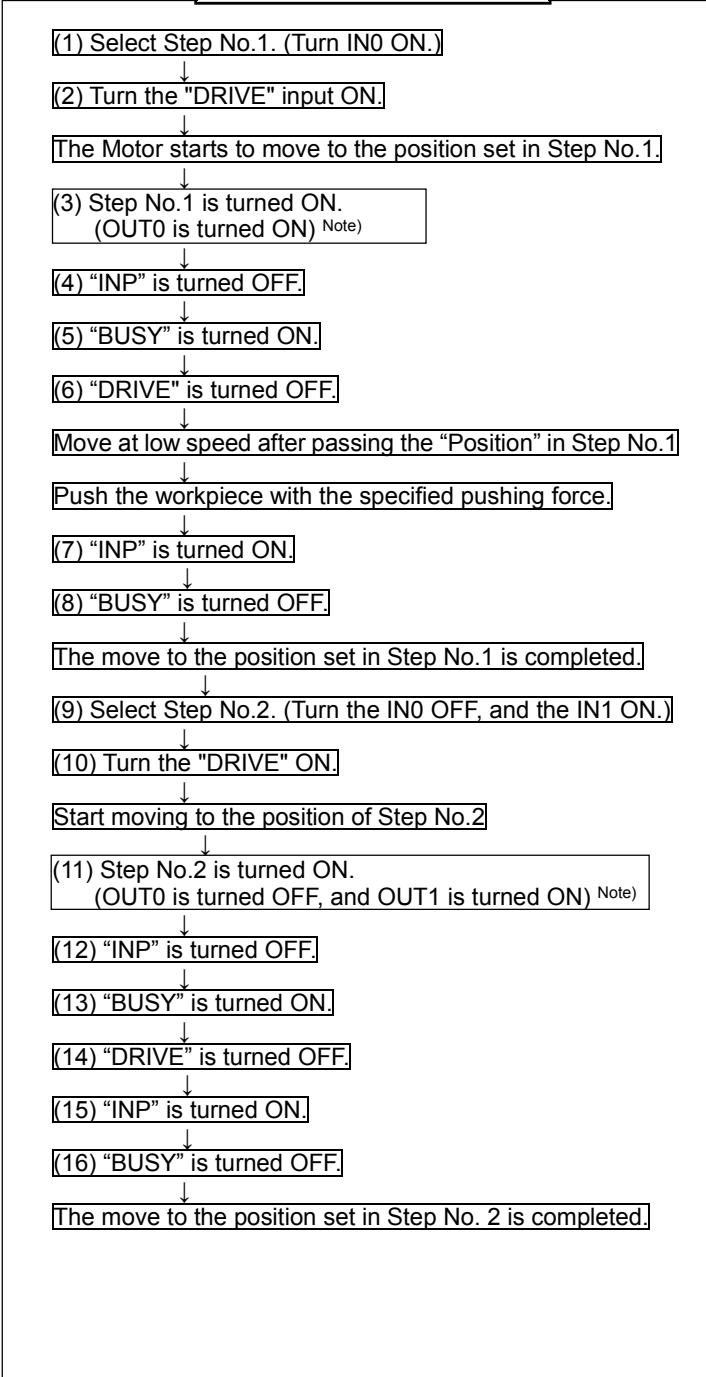 (1) Select Step No.1. (Turn IN0 ON.)
↓
(2) Turn the "DRIVE" input ON.
↓
The Motor starts to move to the position set in Step No.1.
↓
(3) Step No.1 is turned ON.
(OUT0 is turned ON) Note)
↓
(4) “INP” is turned OFF.
↓
(5) “BUSY” is turned ON.
↓
(6) “DRIVE" is turned OFF.
↓
Move at low speed after passing the “Position” in Step No.1
↓
Push the workpiece with the specified pushing force.
↓
(7) “INP” is turned ON.
↓
(8) “BUSY” is turned OFF.
↓
The move to the position set in Step No.1 is completed.
↓
(9) Select Step No.2. (Turn the IN0 OFF, and the IN1 ON.)
↓
(10) Turn the "DRIVE" ON.
↓
Start moving to the position of Step No.2
↓
(11) Step No.2 is turned ON.
(OUT0 is turned OFF, and OUT1 is turned ON) Note)
↓
(12) “INP” is turned OFF.
↓
(13) “BUSY” is turned ON.
↓
(14) “DRIVE” is turned OFF.
↓
(15) “INP” is turned ON.
↓
(16) “BUSY” is turned OFF.
↓
The move to the position set in Step No. 2 is completed.